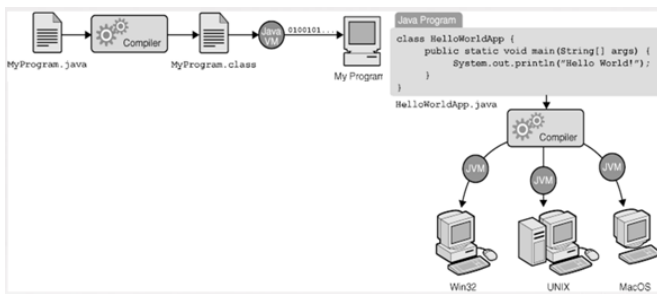 Compiler
Java
VM
0100101...
MyProgram.java
MyProgram.class
My Program
Java Program
class HelloWorldApp {
public static void main(String[] args) {
System.out.println("Hello World!");
}
}
HelloWorldApp.java
Compiler
JVM
JVM
JVM
Win32
UNIX
MacOS